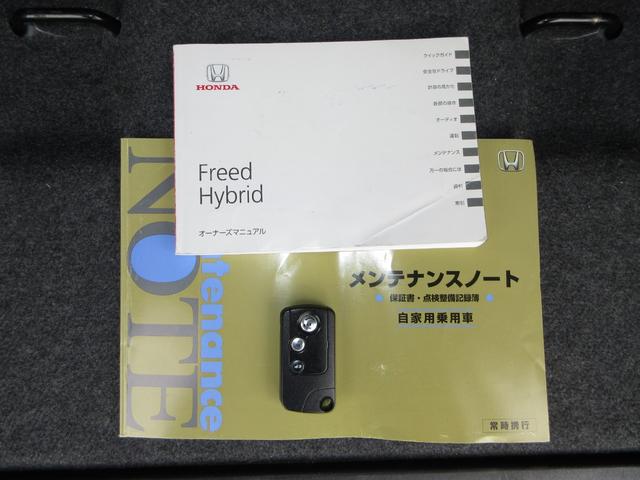 HONDA
Freed
Hybrid
オーナーズマニュアル
クイックガイド
安全なドライブ
計器の見かた
各部の操作
オーディオ
運転
メンテナンス
万一の場合には
資料
索引
Maintenance
NOTE
メンテナンスノート
保証書・点検整備記録簿
自家用乗用車
常時携行